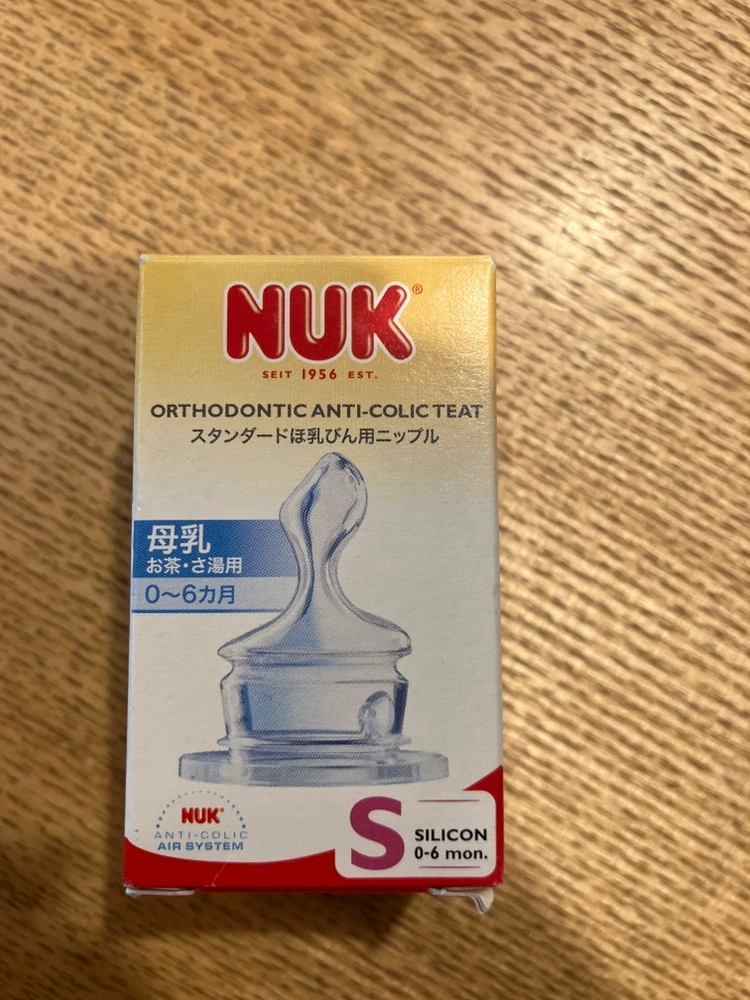 NUK®
SEIT 1956 EST.
ORTHODONTIC ANTI-COLIC TEAT
スタンダードほ乳びん用ニップル
母乳
お茶・さ湯用
0〜6カ月
NUK®
ANTI-COLIC
AIR SYSTEM
S
SILICON
0-6 mon.